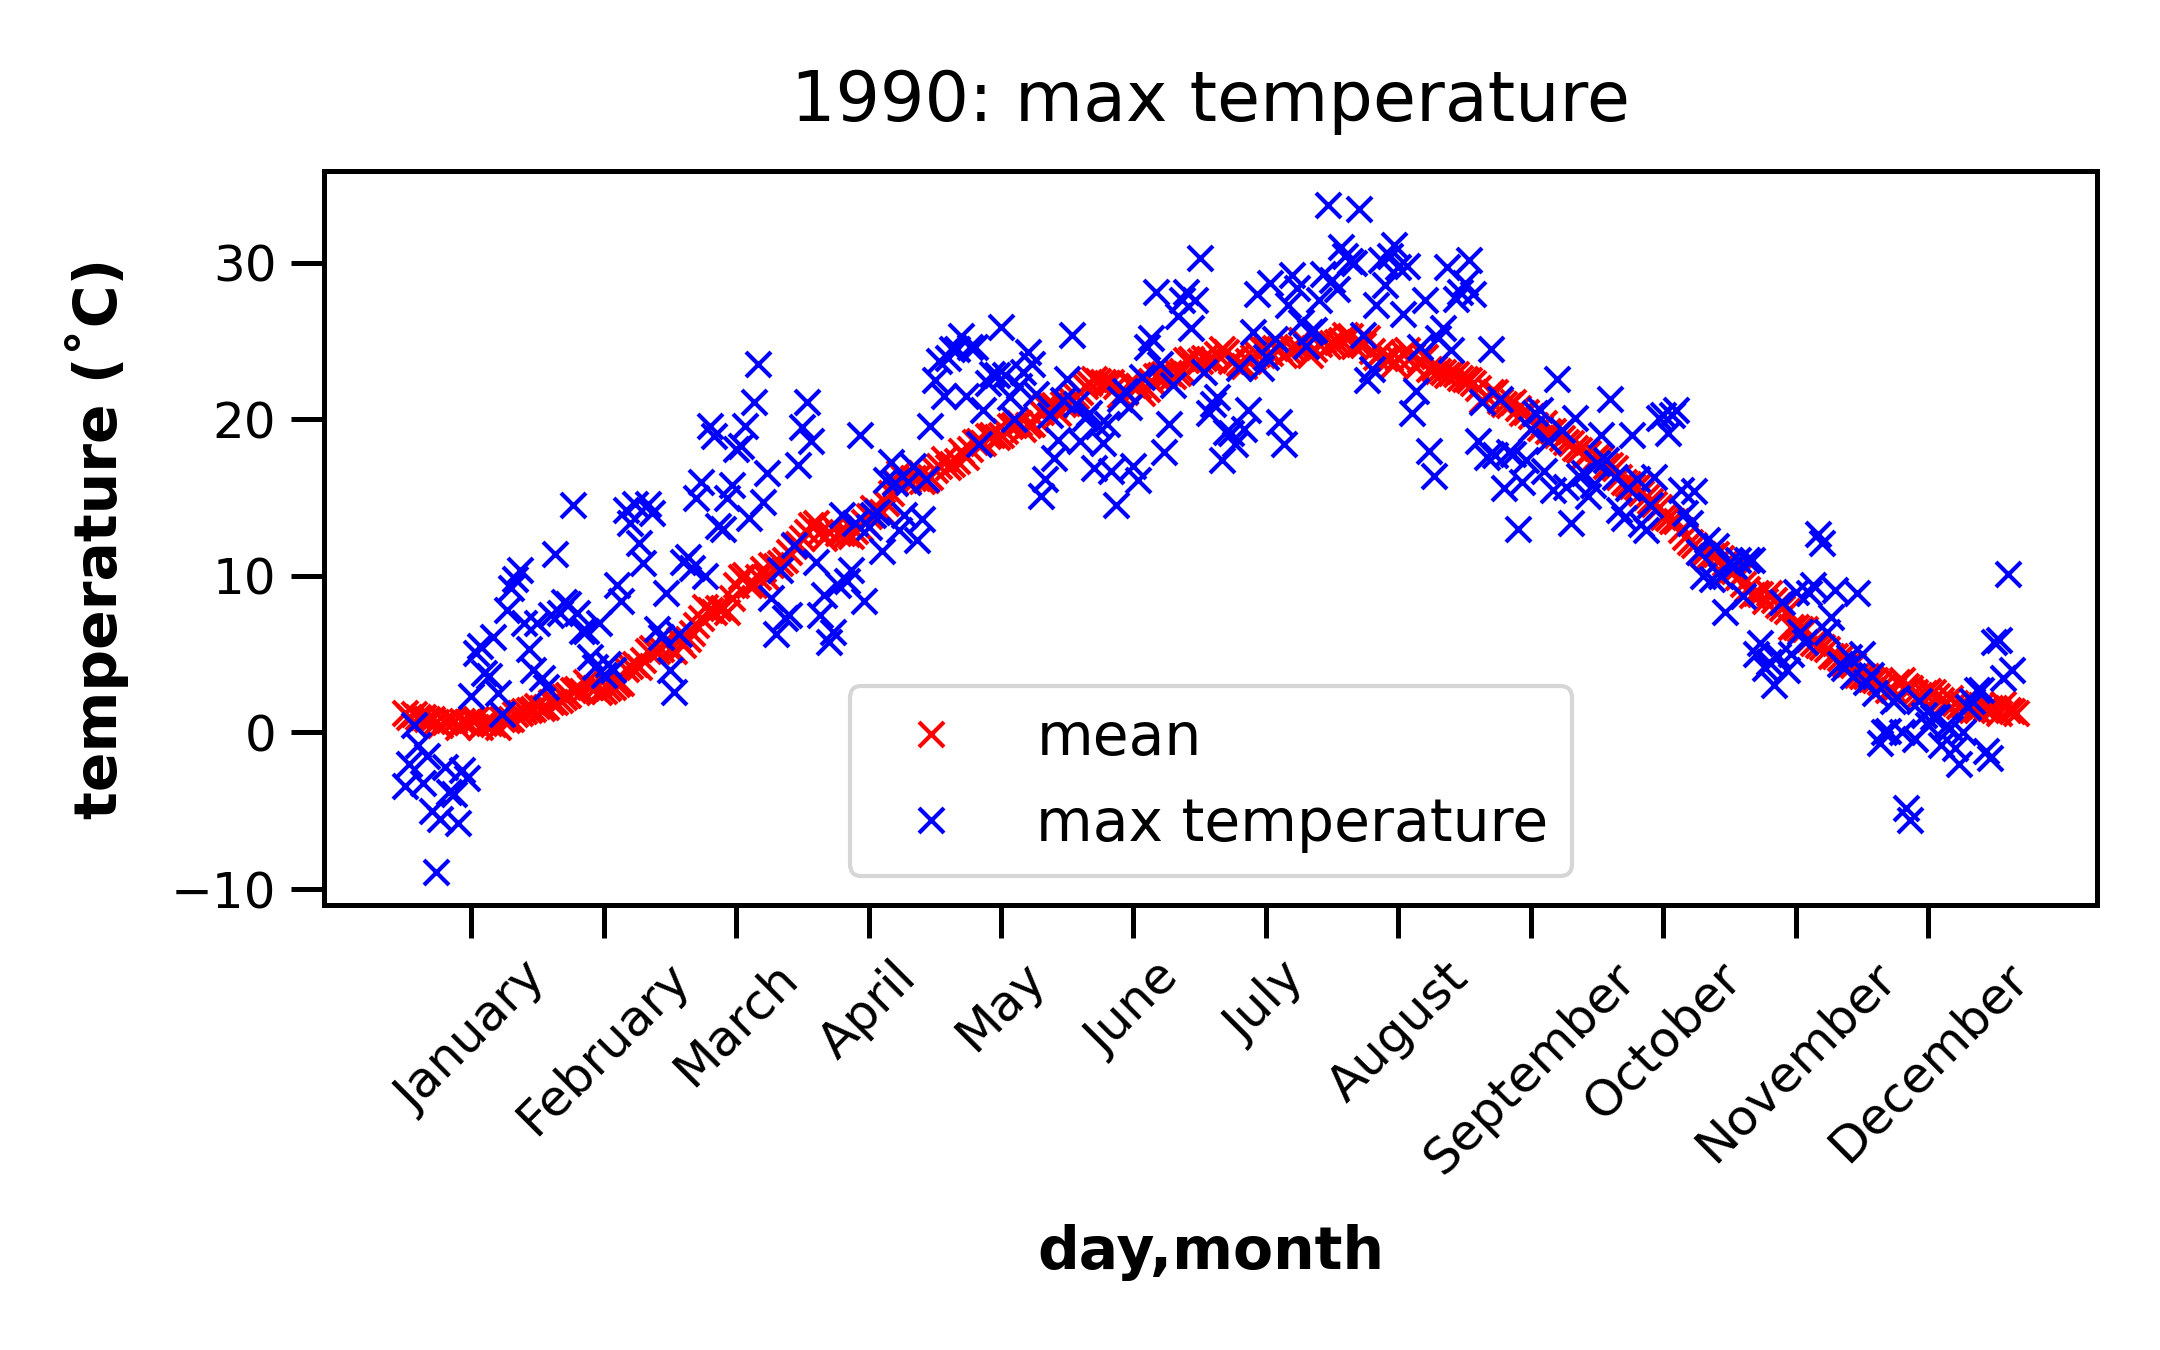 1990: max temperature
temperature (˚C)
30
20
10
0
−10
mean
max temperature
January
February
March
April
May
June
July
August
September
October
November
December
day,month